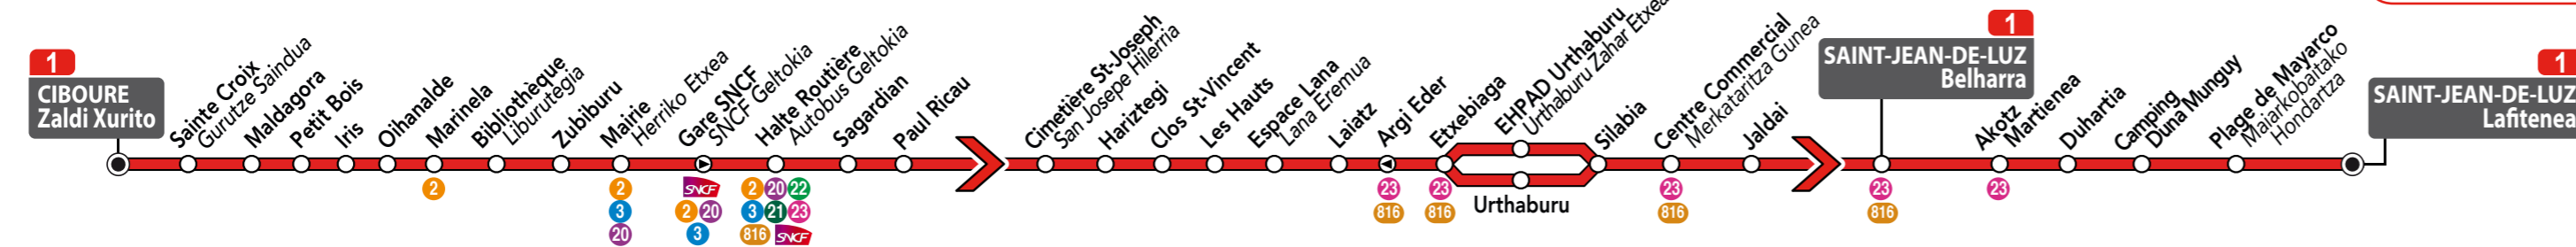 1
CIBOURE
Zaldi Xurito
Sainte Croix
Gurutze Saindua
Maldagora
Petit Bois
Iris
Oihanalde
Marinela
2
Bibliothèque
Liburutegia
Zubiburu
Mairie
Herriko Etxea
2
3
20
Gare SNCF
SNCF Geltokia
SNCF
2 20
3
Halte Routière
Autobus Geltokia
2 20 22
3 21 23
816 SNCF
Sagardian
Paul Ricau
Cimetière St-Joseph
San Josepe Hilerria
Hariztegi
Clos St-Vincent
Les Hauts
Espace Lana
Lana Eremua
Laiatz
Argi Eder
23
816
Etxebiaga
23
816
EHPAD Urthaburu
Urthaburu Zahar Etxea
Urthaburu
Silabia
Centre Commercial
Merkataritza Gunea
23
816
Jaldai
1
SAINT-JEAN-DE-LUZ
Belharra
23
816
Akotz
Martienea
23
Duhartia
Camping
Duna Munguy
Plage de Mayarco
Maiarkobaitako
Hondartza
1
SAINT-JEAN-DE-LUZ
Lafitenea